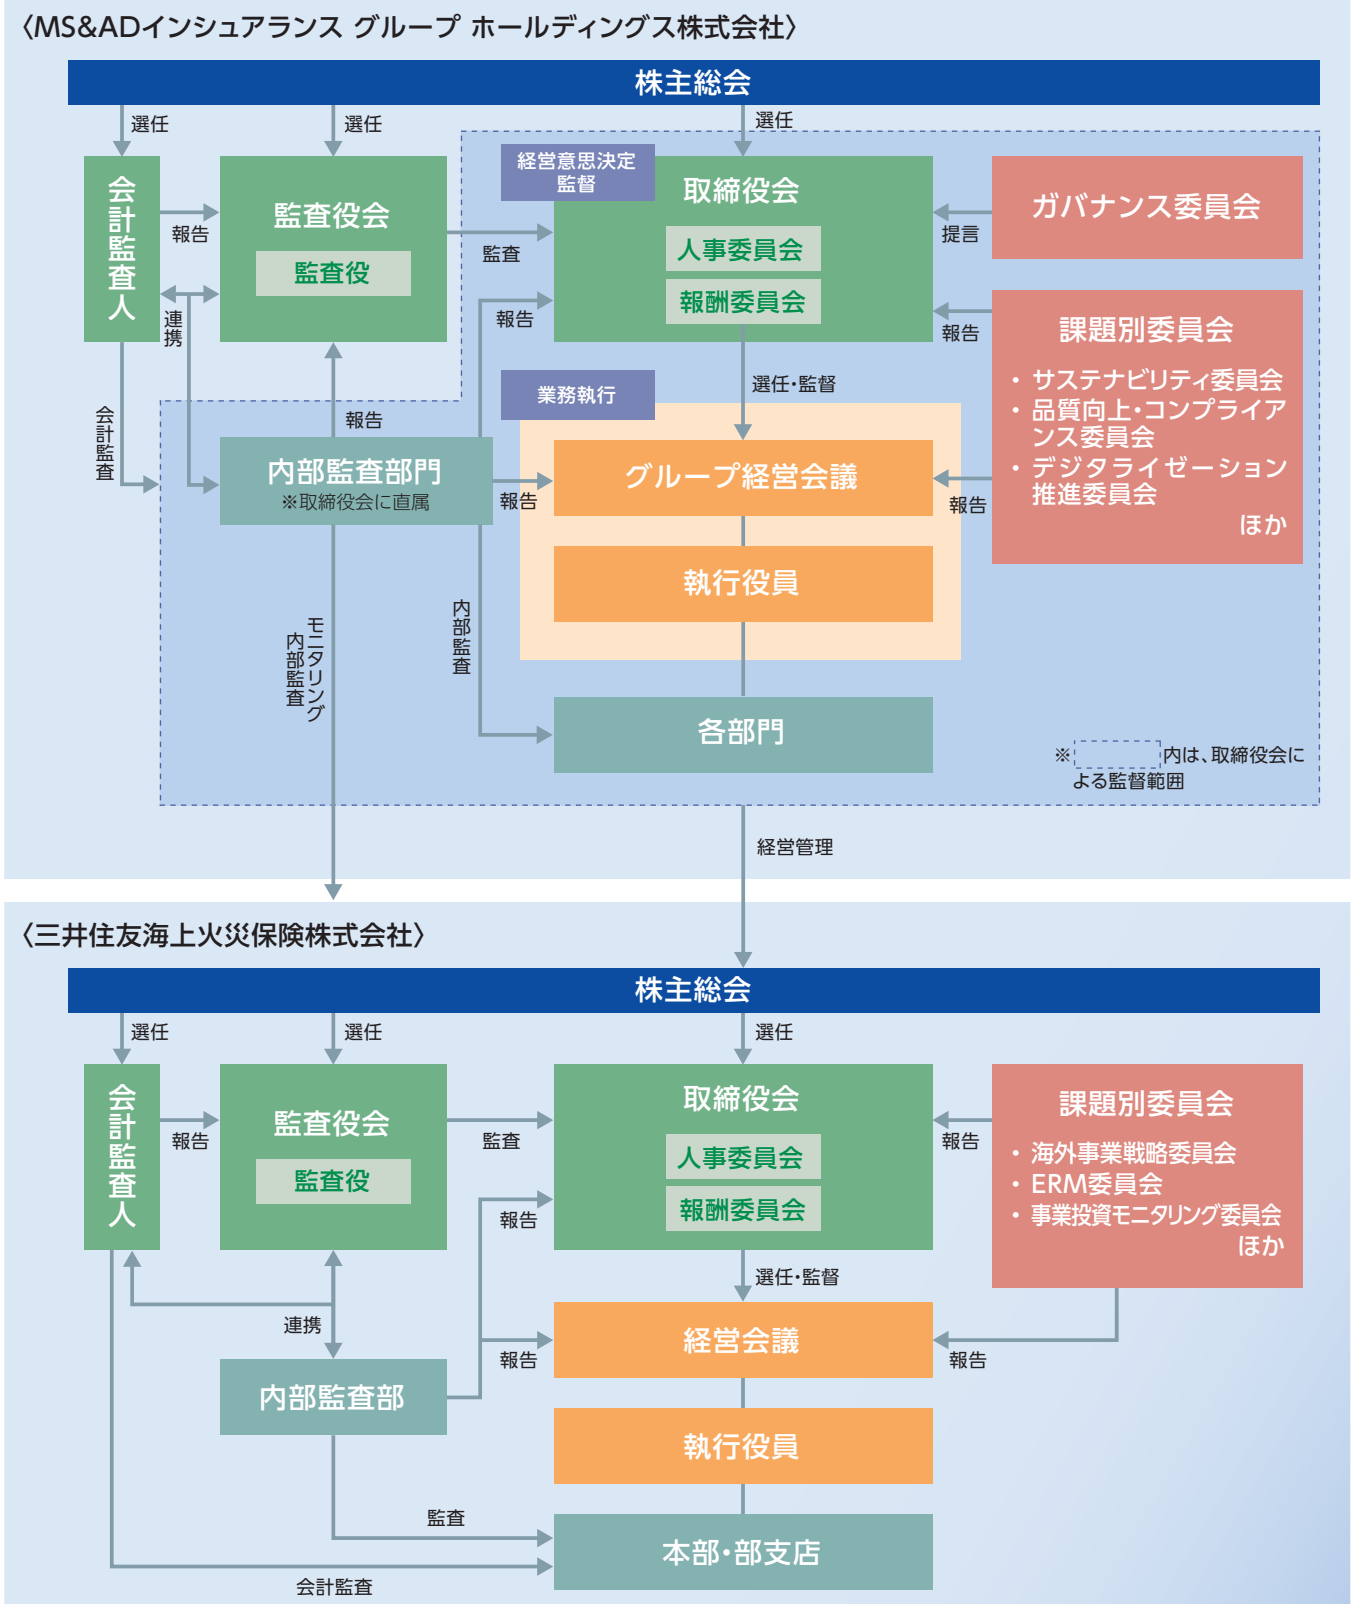 〈MS&ADインシュアランス グループ ホールディングス株式会社〉
株主総会
選任
選任
選任
会計監査人
報告
監査役会
監査役
監査
経営意思決定
監督
取締役会
人事委員会
報酬委員会
提言
ガバナンス委員会
連携
報告
報告
課題別委員会
・サステナビリティ委員会
・品質向上・コンプライア
ンス委員会
・デジタライゼーション
推進委員会
ほか
選任・監督
業務執行
会計監査
報告
内部監査部門
※取締役会に直属
報告
グループ経営会議
報告
執行役員
モニタリング
内部監査
内部監査
各部門
※ 内は、取締役会に
よる監督範囲
経営管理
〈三井住友海上火災保険株式会社〉
株主総会
選任
選任
選任
会計監査人
報告
監査役会
監査役
監査
取締役会
人事委員会
報酬委員会
報告
課題別委員会
・海外事業戦略委員会
・ERM委員会
・事業投資モニタリング委員会
ほか
報告
選任・監督
連携
経営会議
報告
報告
内部監査部
執行役員
監査
本部・部支店
会計監査